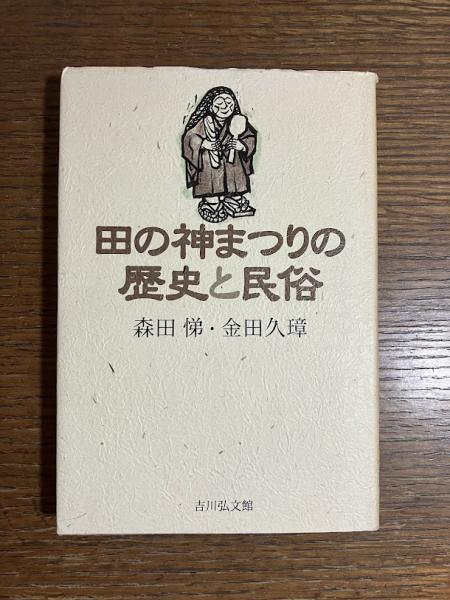 田の神まつりの
歴史と民俗
森田 悌・金田久璋
吉川弘文館